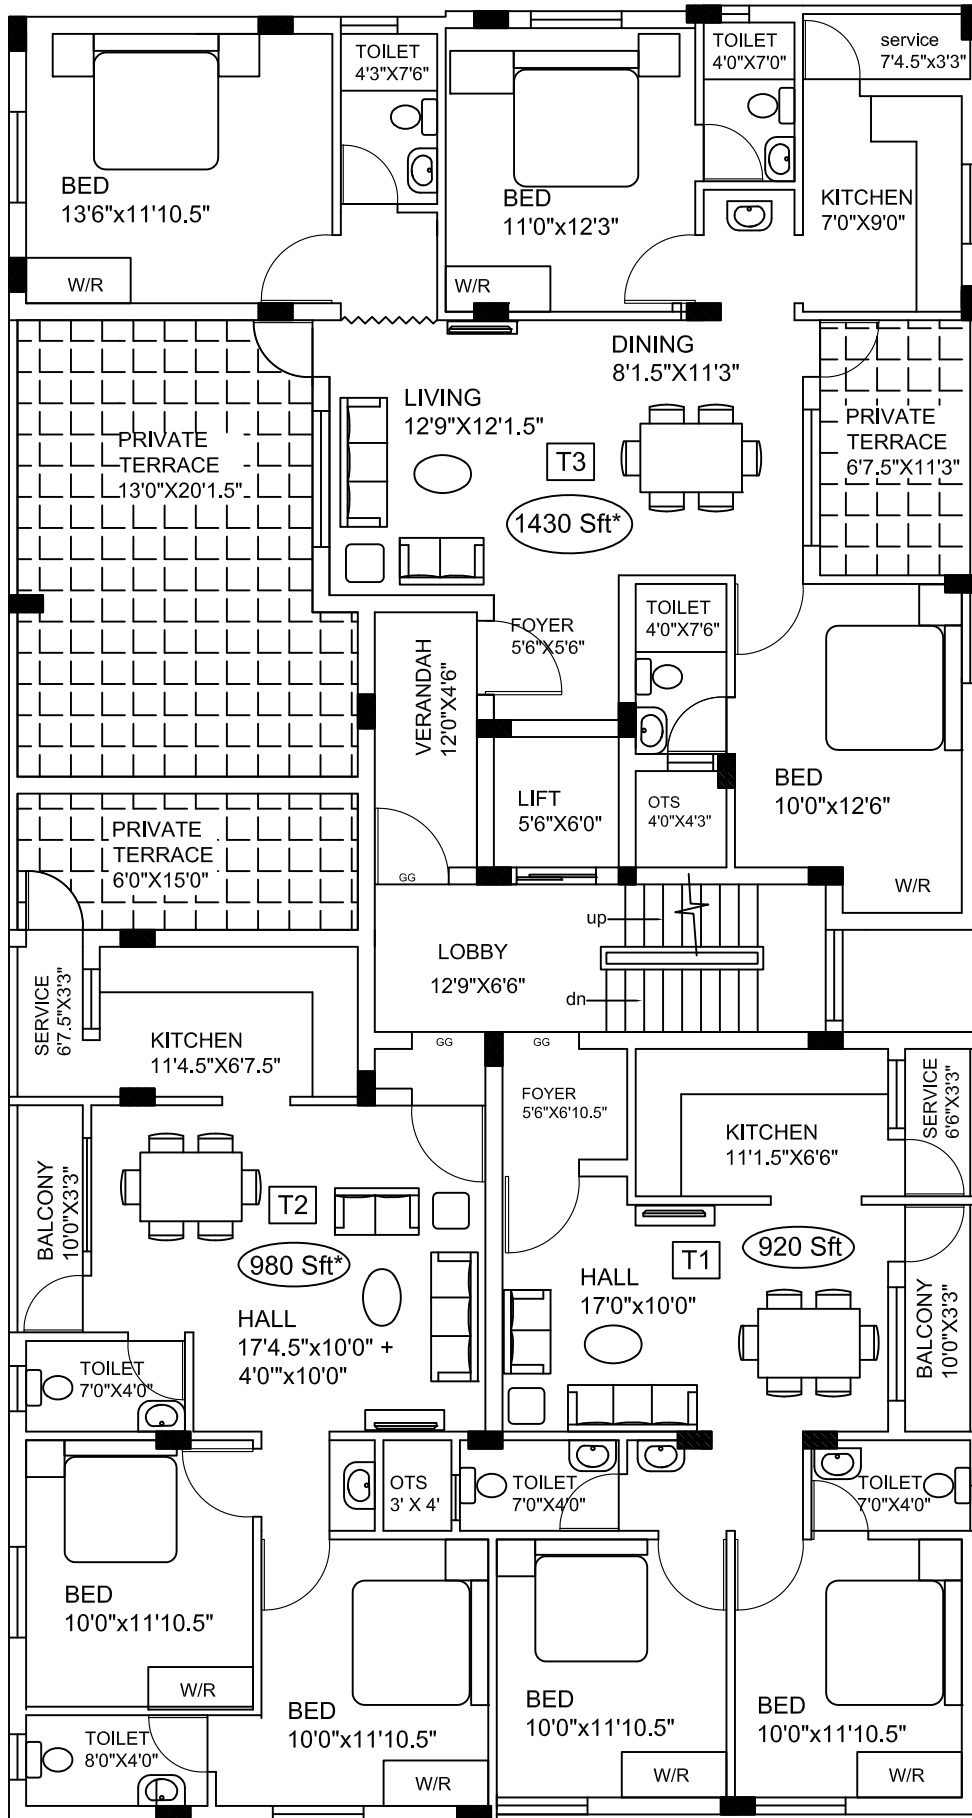 TOILET
4'3"X7'6"
TOILET
4'0"X7'0"
service
7'4.5"x3'3"
BED
13'6"x11'10.5"
BED
11'0"x12'3"
KITCHEN
7'0"X9'0"
W/R
W/R
DINING
8'1.5"X11'3"
LIVING
12'9"X12'1.5"
PRIVATE
TERRACE
13'0"X20'1.5"
T3
PRIVATE
TERRACE
6'7.5"X11'3"
1430 Sft*
FOYER
5'6"X5'6"
TOILET
4'0"X7'6"
VERANDAH
12'0"X4'6"
BED
10'0"x12'6"
LIFT
5'6"X6'0"
OTS
4'0"X4'3"
PRIVATE
TERRACE
6'0"X15'0"
GG
W/R
up
LOBBY
12'9"X6'6"
dn
SERVICE
6'7.5"X3'3"
KITCHEN
11'4.5"X6'7.5"
GG
GG
FOYER
5'6"X6'10.5"
KITCHEN
11'1.5"X6'6"
SERVICE
6'6"X3'3"
BALCONY
10'0"X3'3"
T2
980 Sft*
HALL
17'4.5"x10'0" +
4'0'"x10'0"
T1
920 Sft
HALL
17'0"x10'0"
BALCONY
10'0"X3'3"
TOILET
7'0"X4'0"
OTS
3' X 4'
TOILET
7'0"X4'0"
TOILET
7'0"X4'0"
BED
10'0"x11'10.5"
W/R
BED
10'0"x11'10.5"
BED
10'0"x11'10.5"
BED
10'0"x11'10.5"
TOILET
8'0"X4'0"
W/R
W/R
W/R